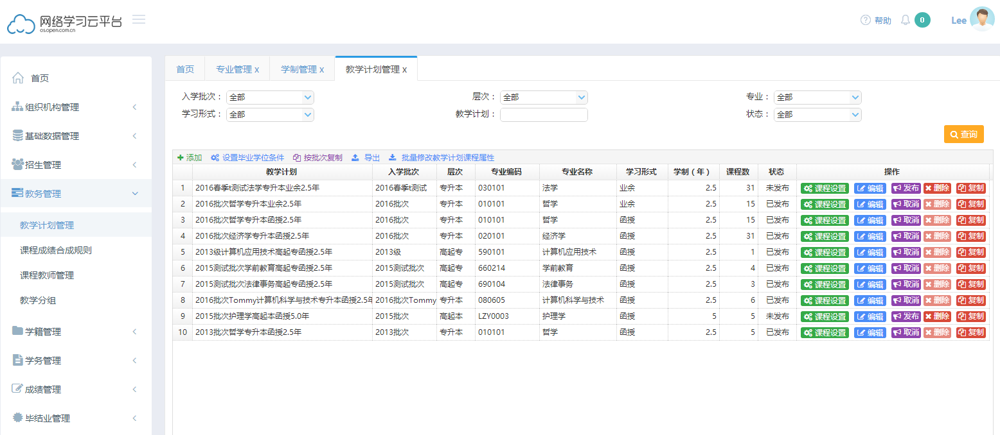 网络学习云平台
os.open.com.cn
帮助
0
Lee
首页
组织机构管理
基础数据管理
招生管理
教务管理
教学计划管理
课程成绩合成规则
课程教师管理
教学分组
学籍管理
学务管理
成绩管理
毕结业管理
首页 专业管理 x 学制管理 x 教学计划管理 x
入学批次： 全部 层次： 全部 专业： 全部
学习形式： 全部 教学计划： 状态： 全部
查询
添加 设置毕业学位条件 按批次复制 导出 批量修改教学计划课程属性
教学计划 入学批次 层次 专业编码 专业名称 学习形式 学制（年） 课程数 状态 操作
1 2016春季t测试法学专升本业余2.5年 2016春季t测试 专升本 030101 法学 业余 2.5 31 未发布 课程设置 编辑 发布 删除 复制
2 2016批次哲学专升本业余2.5年 2016批次 专升本 010101 哲学 业余 2.5 15 已发布 课程设置 编辑 取消 删除 复制
3 2016批次哲学专升本函授2.5年 2016批次 专升本 010101 哲学 函授 2.5 15 已发布 课程设置 编辑 取消 删除 复制
4 2016批次经济学专升本函授2.5年 2016批次 专升本 020101 经济学 函授 2.5 31 已发布 课程设置 编辑 取消 删除 复制
5 2013级计算机应用技术高起专函授2.5年 2013级 高起专 590101 计算机应用技术 函授 2.5 1 已发布 课程设置 编辑 取消 删除 复制
6 2015测试批次学前教育高起专函授2.5年 2015测试批次 高起专 660214 学前教育 函授 2.5 4 已发布 课程设置 编辑 取消 删除 复制
7 2015测试批次法律事务高起专函授2.5年 2015测试批次 高起专 690104 法律事务 函授 2.5 3 已发布 课程设置 编辑 取消 删除 复制
8 2016批次Tommy计算机科学与技术专升本函授2.5年 2016批次Tommy 专升本 080605 计算机科学与技术 函授 2.5 6 已发布 课程设置 编辑 取消 删除 复制
9 2015批次护理学高起本函授5.0年 2015批次 高起本 LZY0003 护理学 函授 5 5 未发布 课程设置 编辑 发布 删除 复制
10 2013批次哲学专升本函授2.5年 2013批次 专升本 010101 哲学 函授 2.5 5 已发布 课程设置 编辑 取消 删除 复制